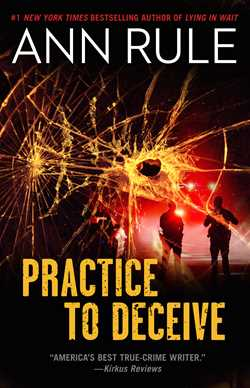 #1 NEW YORK TIMES BESTSELLING AUTHOR OF LYING IN WAIT
ANN RULE
PRACTICE
TO DECEIVE
“AMERICA’S BEST TRUE-CRIME WRITER.”
—Kirkus Reviews